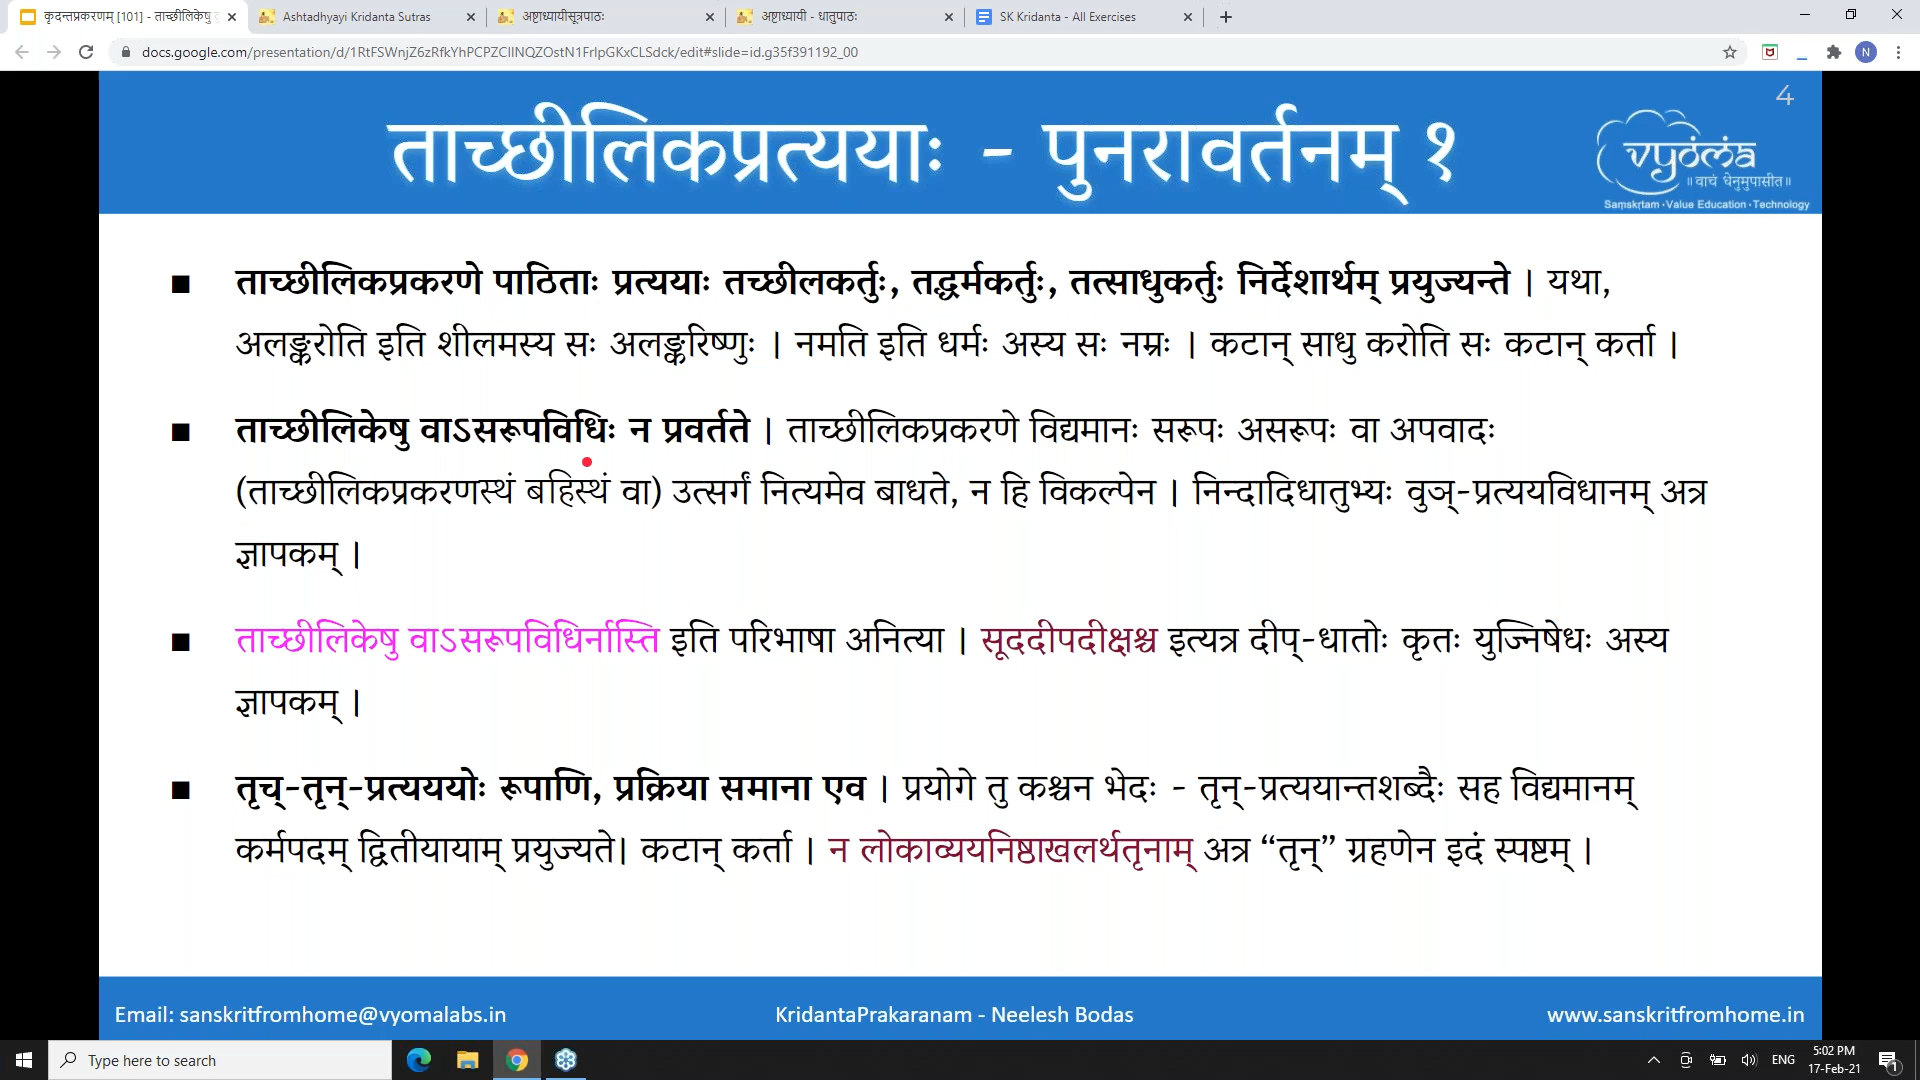 कृदन्तप्रकरणम् [101] - ताच्छीलिकेषु
Ashtadhyayi Kridanta Sutras
अष्टाध्यायीसूत्रपाठः
अष्टाध्यायी - धातुपाठः
SK Kridanta - All Exercises
docs.google.com/presentation/d/1RtFSWnjZ6zRfkYhPCPZCIINQZOstN1FrlpGKxCLSdck/edit#slide=id.g35f391192_00
N
4
ताच्छीलिकप्रत्ययाः - पुनरावर्तनम् १
vyoma
॥ वाचं धेनुमुपासीत॥
Saṃskṛtam • Value Education • Technology
ताच्छीलिकप्रकरणे पाठिताः प्रत्ययाः तच्छीलकर्तुः, तद्धर्मकर्तुः, तत्साधुकर्तुः निर्देशार्थम् प्रयुज्यन्ते । यथा,
अलङ्करोति इति शीलमस्य सः अलङ्करिष्णुः । नमति इति धर्मः अस्य सः नम्रः । कटान् साधु करोति सः कटान् कर्ता ।
ताच्छीलिकेषु वाऽसरूपविधिः न प्रवर्तते । ताच्छीलिकप्रकरणे विद्यमानः सरूपः असरूपः वा अपवादः
(ताच्छीलिकप्रकरणस्थं बहिस्थं वा) उत्सर्गं नित्यमेव बाधते, न हि विकल्पेन । निन्दादिधातुभ्यः वुञ्-प्रत्ययविधानम् अत्र
ज्ञापकम् ।
ताच्छीलिकेषु वाऽसरूपविधिर्नास्ति इति परिभाषा अनित्या । सूददीपदीक्षश्च इत्यत्र दीप्-धातोः कृतः युज्निषेधः अस्य
ज्ञापकम् ।
तृच्-तृन्-प्रत्यययोः रूपाणि, प्रक्रिया समाना एव । प्रयोगे तु कश्चन भेदः - तृन्-प्रत्ययान्तशब्दैः सह विद्यमानम्
कर्मपदम् द्वितीयायाम् प्रयुज्यते। कटान् कर्ता । न लोकाव्ययनिष्ठाखलर्थतृनाम् अत्र “तृन्” ग्रहणेन इदं स्पष्टम् ।
Email: sanskritfromhome@vyomalabs.in
KridantaPrakaranam - Neelesh Bodas
www.sanskritfromhome.in
Type here to search
ENG
5:02 PM
17-Feb-21
1